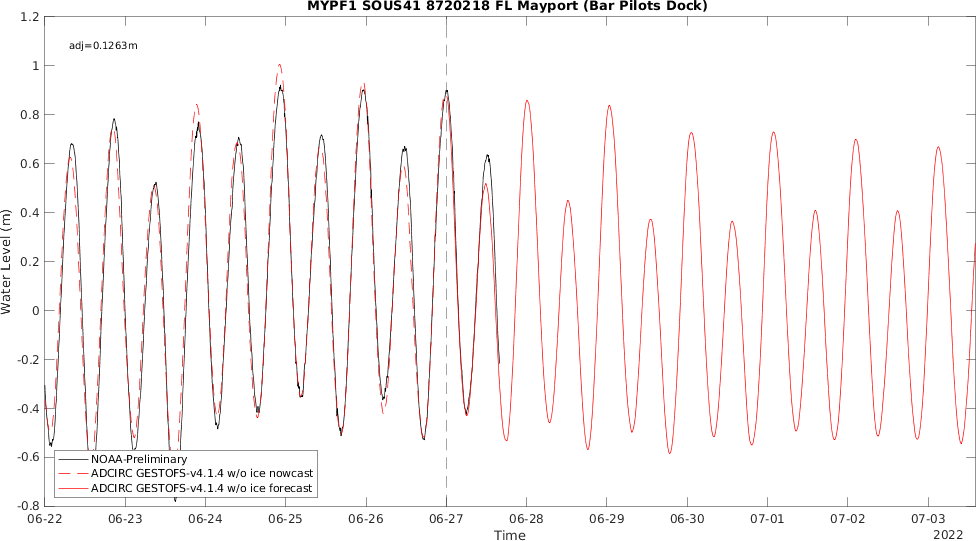 MYPF1 SOUS41 8720218 FL Mayport (Bar Pilots Dock)
1.2
adj=0.1263m
1
0.8
0.6
0.4
0.2
0
-0.2
-0.4
-0.6
-0.8
Water Level (m)
NOAA-Preliminary
ADCIRC GESTOFS-v4.1.4 w/o ice nowcast
ADCIRC GESTOFS-v4.1.4 w/o ice forecast
06-22 06-23 06-24 06-25 06-26 06-27 06-28 06-29 06-30 07-01 07-02 07-03
Time
2022